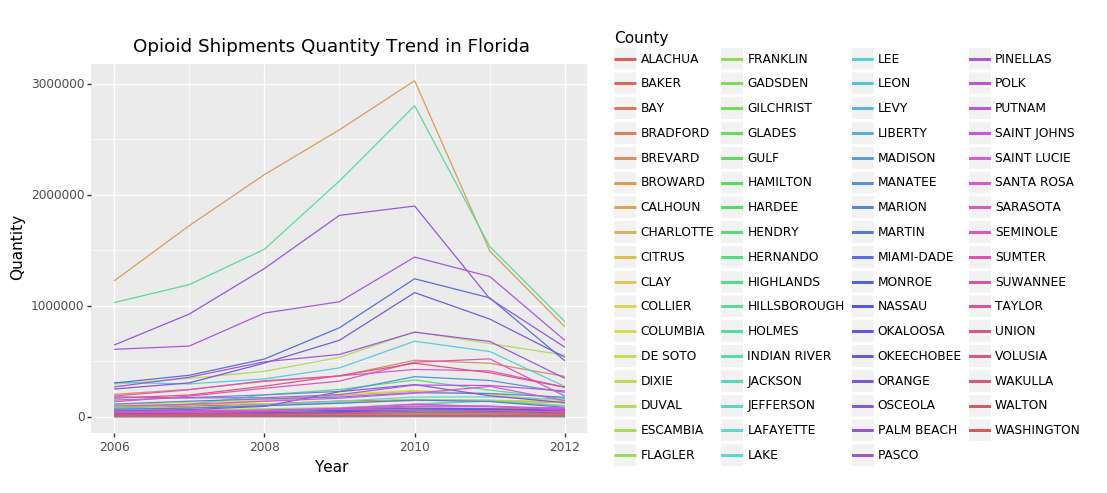 Opioid Shipments Quantity Trend in Florida
Quantity
3000000
2000000
1000000
0
2006
2008
2010
2012
Year
County
ALACHUA
BAKER
BAY
BRADFORD
BREVARD
BROWARD
CALHOUN
CHARLOTTE
CITRUS
CLAY
COLLIER
COLUMBIA
DE SOTO
DIXIE
DUVAL
ESCAMBIA
FLAGLER
FRANKLIN
GADSDEN
GILCHRIST
GLADES
GULF
HAMILTON
HARDEE
HENDRY
HERNANDO
HIGHLANDS
HILLSBOROUGH
HOLMES
INDIAN RIVER
JACKSON
JEFFERSON
LAFAYETTE
LAKE
LEE
LEON
LEVY
LIBERTY
MADISON
MANATEE
MARION
MARTIN
MIAMI-DADE
MONROE
NASSAU
OKALOOSA
OKEECHOBEE
ORANGE
OSCEOLA
PALM BEACH
PASCO
PINELLAS
POLK
PUTNAM
SAINT JOHNS
SAINT LUCIE
SANTA ROSA
SARASOTA
SEMINOLE
SUMTER
SUWANNEE
TAYLOR
UNION
VOLUSIA
WAKULLA
WALTON
WASHINGTON